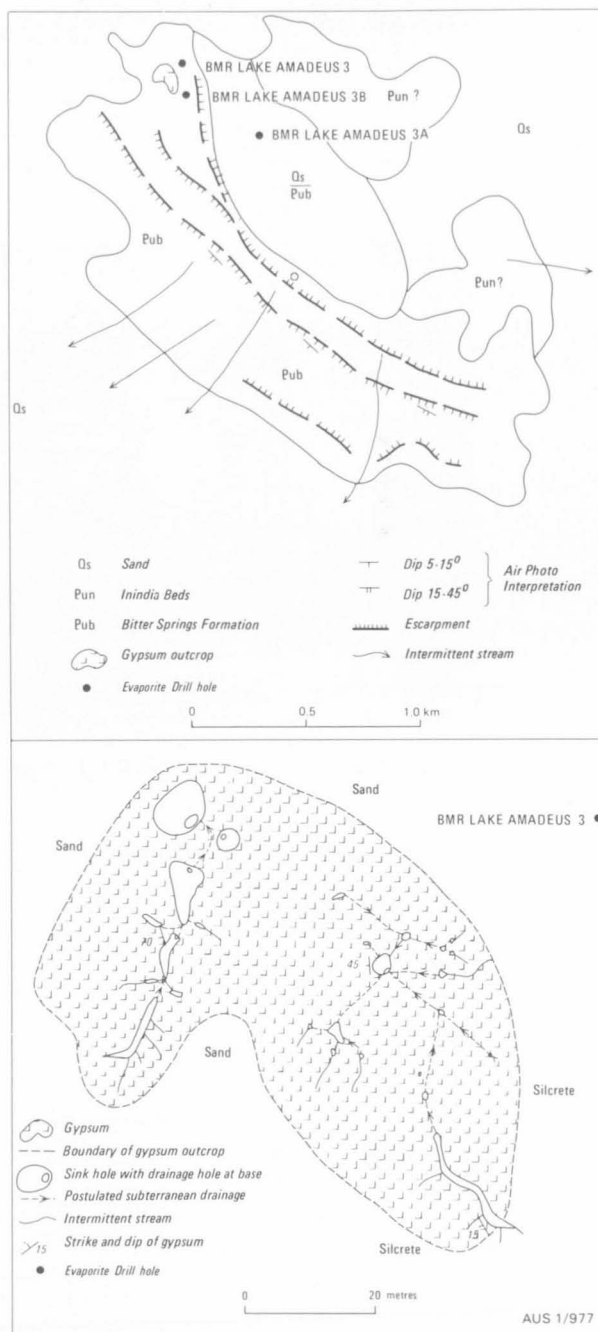 BMR LAKE AMADEUS 3
BMR LAKE AMADEUS 3B
Pun ?
BMR LAKE AMADEUS 3A
Qs
Qs
Pub
Pub
Pun?
Pub
Qs
Qs Sand
Pun Inindia Beds
Pub Bitter Springs Formation
Gypsum outcrop
Evaporite Drill hole
Dip 5-15°
Dip 15-45°
Air Photo
Interpretation
Escarpment
Intermittent stream
0 0.5 1.0 km
Sand
Sand
BMR LAKE AMADEUS 3
70
45
Sand
Silcrete
Silcrete
15
Gypsum
Boundary of gypsum outcrop
Sink hole with drainage hole at base
Postulated subterranean drainage
Intermittent stream
15 Strike and dip of gypsum
Evaporite Drill hole
0 20 metres
AUS 1/977